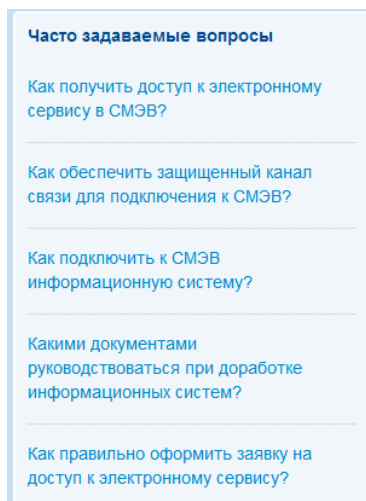 Часто задаваемые вопросы
Как получить доступ к электронному
сервису в СМЭВ?
Как обеспечить защищенный канал
связи для подключения к СМЭВ?
Как подключить к СМЭВ
информационную систему?
Какими документами
руководствоваться при доработке
информационных систем?
Как правильно оформить заявку на
доступ к электронному сервису?